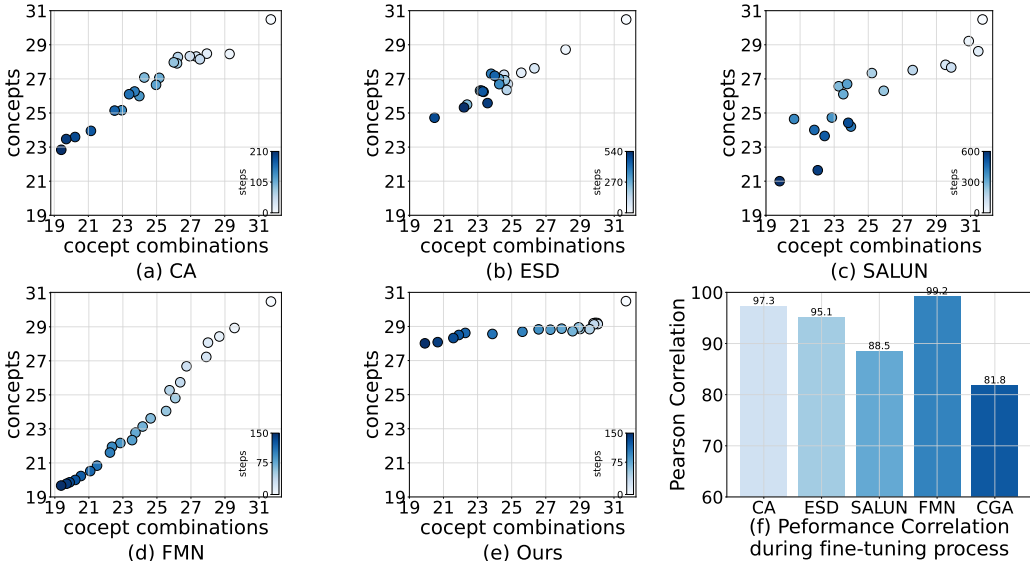 31
29
27
25
23
21
19
concepts
210
105
0
steps
19 21 23 25 27 29 31
cocept combinations
(a) CA
31
29
27
25
23
21
19
concepts
540
270
0
steps
19 21 23 25 27 29 31
cocept combinations
(b) ESD
31
29
27
25
23
21
19
concepts
600
300
0
steps
19 21 23 25 27 29 31
cocept combinations
(c) SALUN
31
29
27
25
23
21
19
concepts
150
75
0
steps
19 21 23 25 27 29 31
cocept combinations
(d) FMN
31
29
27
25
23
21
19
concepts
150
75
0
steps
19 21 23 25 27 29 31
cocept combinations
(e) Ours
100
90
80
70
60
Pearson Correlation
97.3
95.1
88.5
99.2
81.8
CA ESD SALUN FMN CGA
(f) Peformance Correlation
during fine-tuning process